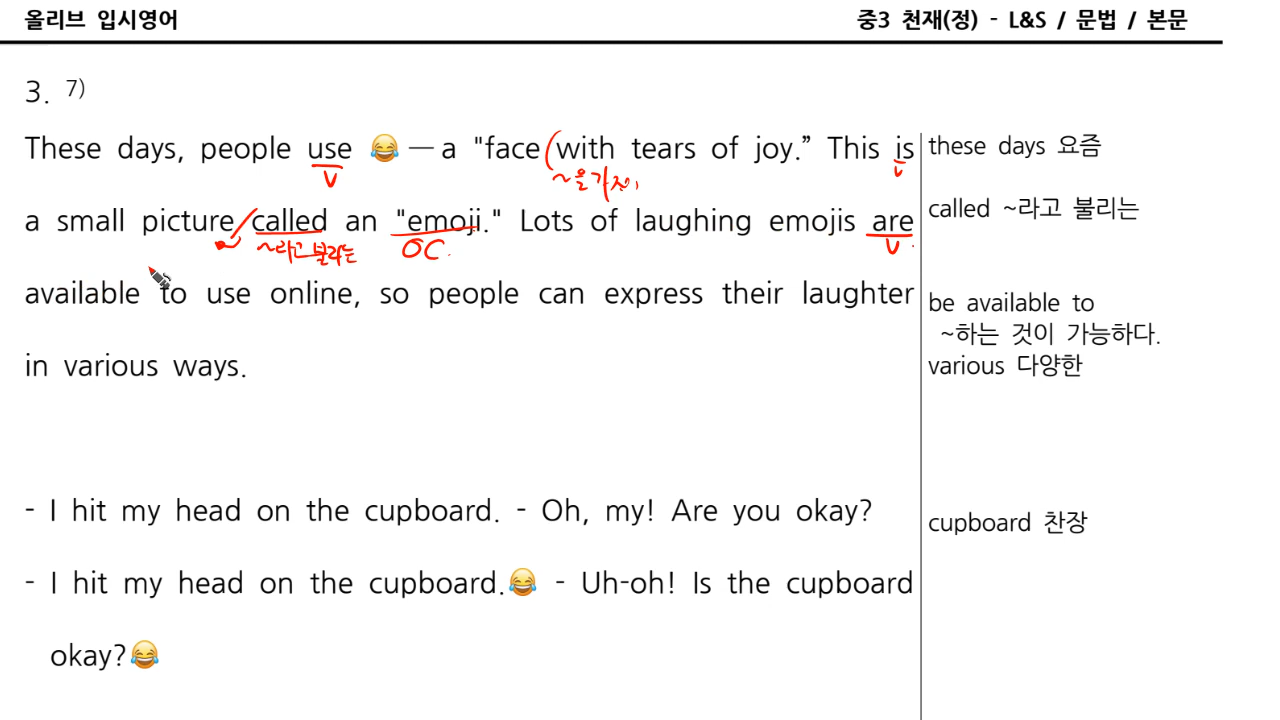 올리브 입시영어 중3 천재(정) - L&S / 문법 / 본문
3. 7)
These days, people use 😂 — a "face with tears of joy.” This is
these days 요즘
V ~을 가진 v
a small picture called an "emoji." Lots of laughing emojis are
called ~라고 불리는
~라고 불리는 OC V
available to use online, so people can express their laughter
be available to
~하는 것이 가능하다.
in various ways.
various 다양한
- I hit my head on the cupboard. - Oh, my! Are you okay?
cupboard 찬장
- I hit my head on the cupboard.😂 - Uh-oh! Is the cupboard
okay?😂